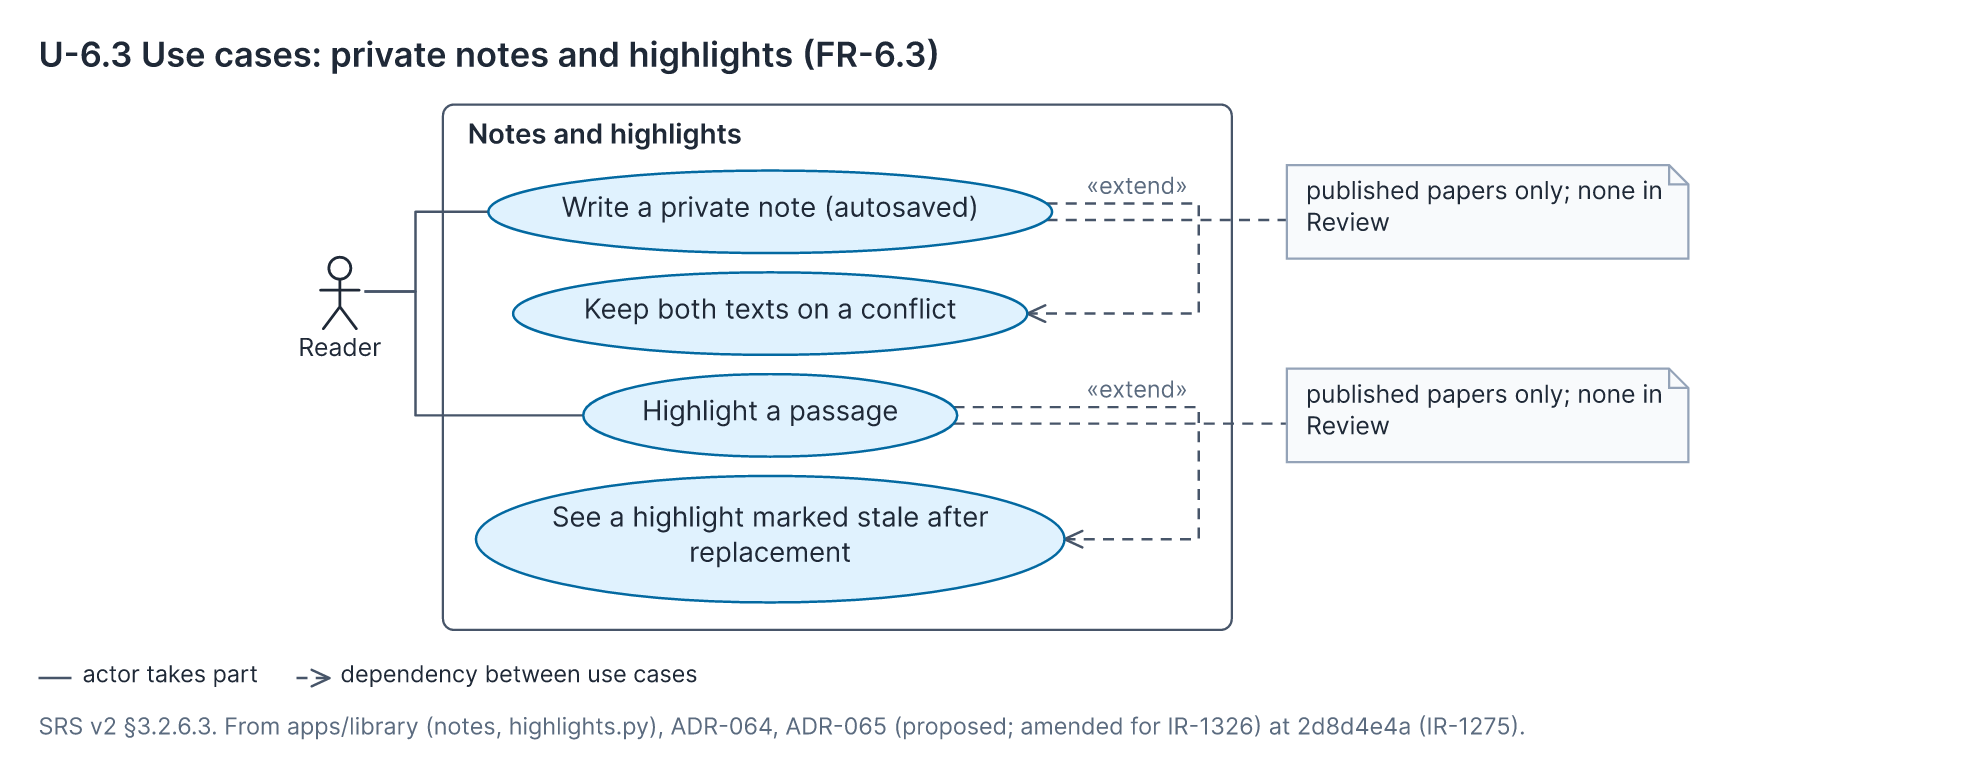 U-6.3 Use cases: private notes and highlights (FR-6.3)
Notes and highlights
«extend»
Write a private note (autosaved)
published papers only; none in
Review
Keep both texts on a conflict
Reader
«extend»
Highlight a passage
published papers only; none in
Review
See a highlight marked stale after
replacement
actor takes part
dependency between use cases
SRS v2 §3.2.6.3. From apps/library (notes, highlights.py), ADR-064, ADR-065 (proposed; amended for IR-1326) at 2d8d4e4a (IR-1275).